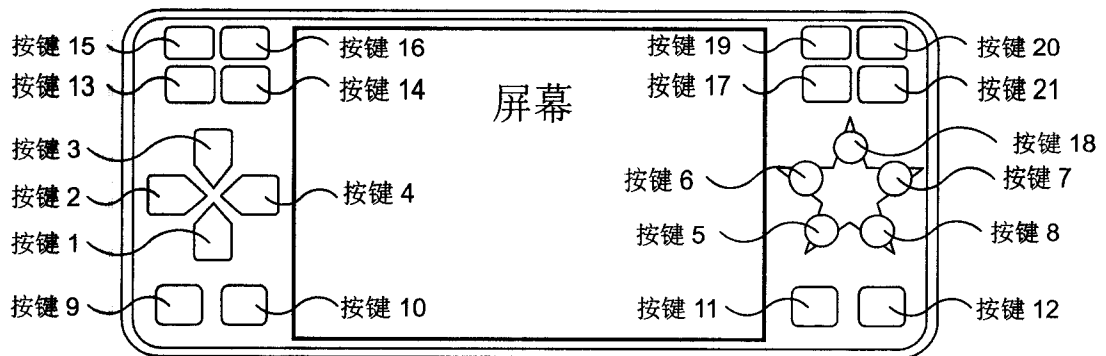 按键 15
按键 16
按键 19
按键 20
按键 13
按键 14
按键 17
按键 21
屏幕
按键 3
按键 18
按键 2
按键 4
按键 6
按键 7
按键 1
按键 5
按键 8
按键 9
按键 10
按键 11
按键 12